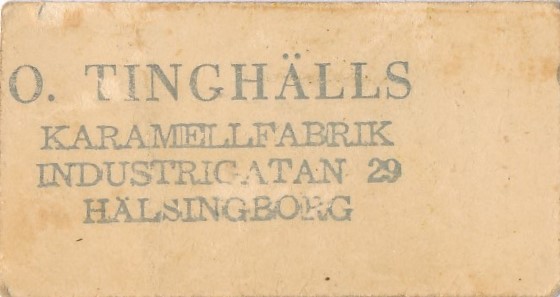 O. TINGHÄLLS
KARAMELLFABRIK
INDUSTRIGATAN 29
HÄLSINGBORG